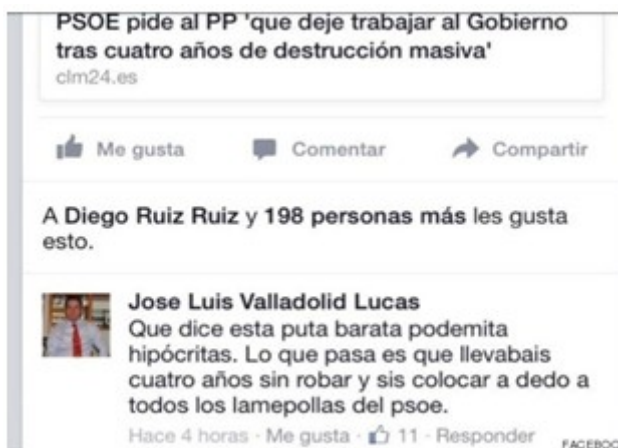 PSOE pide al PP 'que deje trabajar al Gobierno
tras cuatro años de destrucción masiva'
clm24.es
Me gusta
Comentar
Compartir
A Diego Ruiz Ruiz y 198 personas más les gusta
esto.
Jose Luis Valladolid Lucas
Que dice esta puta barata podemita
hipócritas. Lo que pasa es que llevabais
cuatro años sin robar y sis colocar a dedo a
todos los lamepollas del psoe.
Hace 4 horas · Me gusta · 11 · Responder
FACEBOO